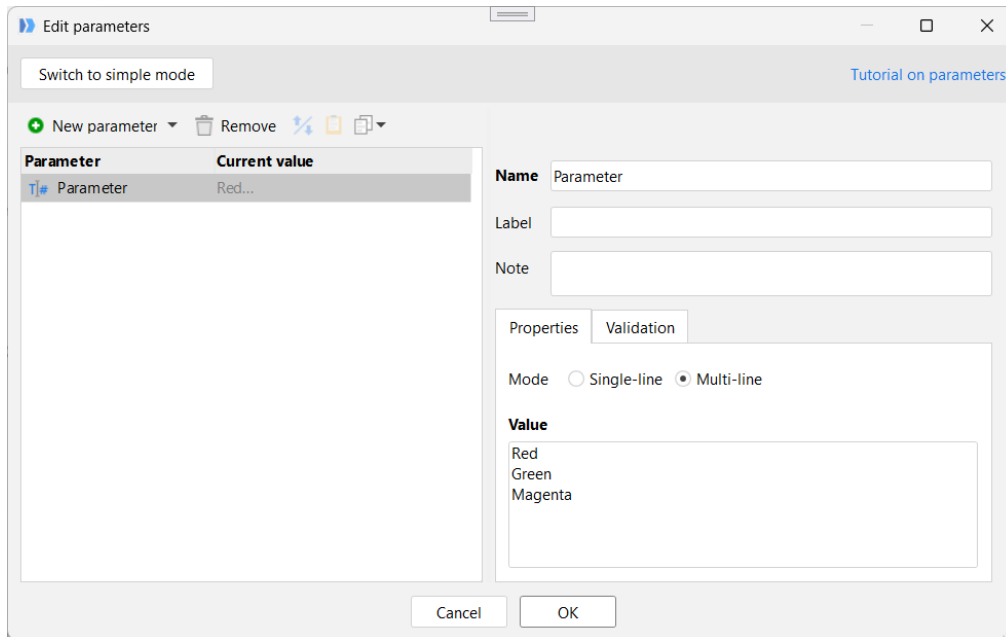 Edit parameters
Switch to simple mode
Tutorial on parameters
New parameter
Remove
Parameter Current value
T# Parameter Red...
Name Parameter
Label
Note
Properties Validation
Mode Single-line Multi-line
Value
Red
Green
Magenta
Cancel OK